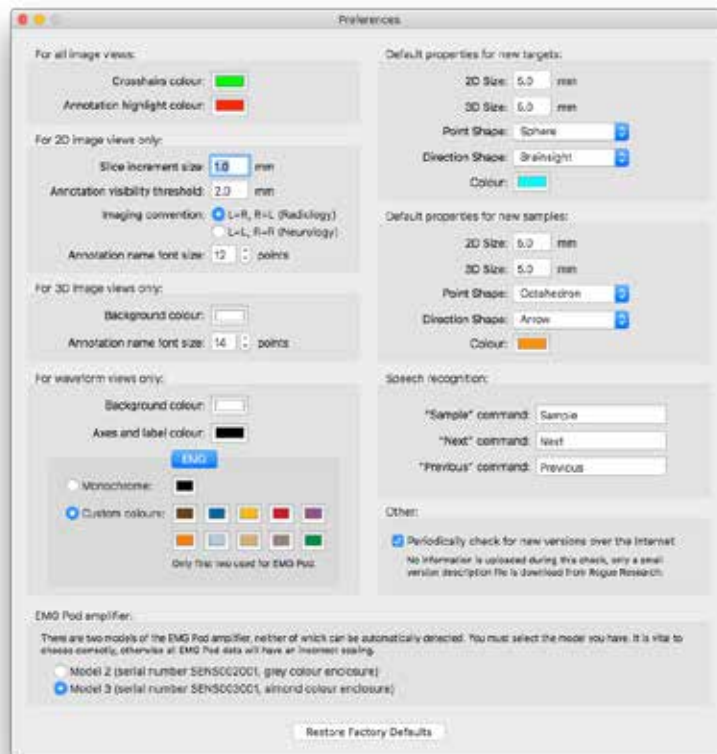 Preferences
For all image views:
Crosshairs colour:
Annotation highlight colour:
For 2D image views only:
Slice increment size: 1.0 mm
Annotation visibility threshold: 2.0 mm
Imaging convention: L=R, R=L (Radiology)
L=L, R=R (Neurology)
Annotation name font size: 12 points
For 3D image views only:
Background colour:
Annotation name font size: 14 points
For waveform views only:
Background colour:
Axes and label colour:
EMG
Monochrome:
Custom colours:
Only first two used for EMG Pod.
Default properties for new targets:
2D Size: 5.0 mm
3D Size: 5.0 mm
Point Shape: Sphere
Direction Shape: Brainsight
Colour:
Default properties for new samples:
2D Size: 5.0 mm
3D Size: 5.0 mm
Point Shape: Octahedron
Direction Shape: Arrow
Colour:
Speech recognition:
"Sample" command: Sample
"Next" command: Next
"Previous" command: Previous
Other:
Periodically check for new versions over the Internet
No information is uploaded during this check, only a small
version description file is download from Rogue Research.
EMG Pod amplifier:
There are two models of the EMG Pod amplifier, neither of which can be automatically detected. You must select the model you have. It is vital to
choose correctly, otherwise all EMG Pod data will have an incorrect scaling.
Model 2 (serial number SENS002001, grey colour enclosure)
Model 3 (serial number SENS003001, almond colour enclosure)
Restore Factory Defaults